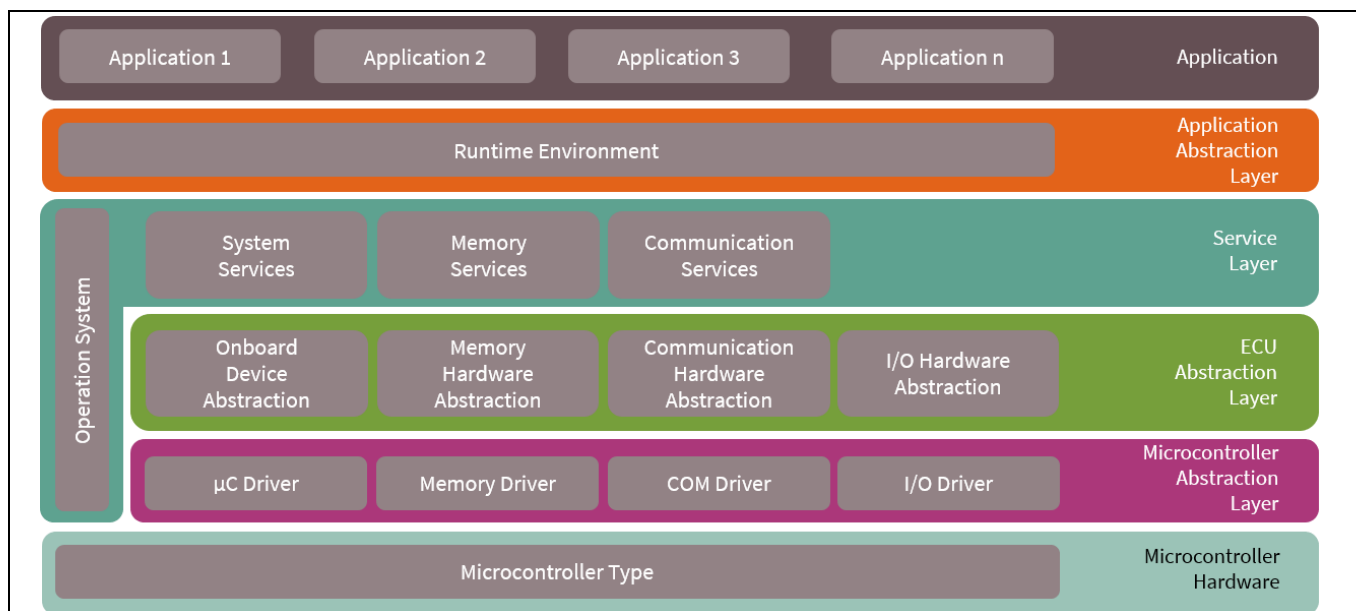 Application 1
Application 2
Application 3
Application n
Application
Runtime Environment
Application
Abstraction
Layer
Operation System
System
Services
Memory
Services
Communication
Services
Service
Layer
Onboard
Device
Abstraction
Memory
Hardware
Abstraction
Communication
Hardware
Abstraction
I/O Hardware
Abstraction
ECU
Abstraction
Layer
µC Driver
Memory Driver
COM Driver
I/O Driver
Microcontroller
Abstraction
Layer
Microcontroller Type
Microcontroller
Hardware